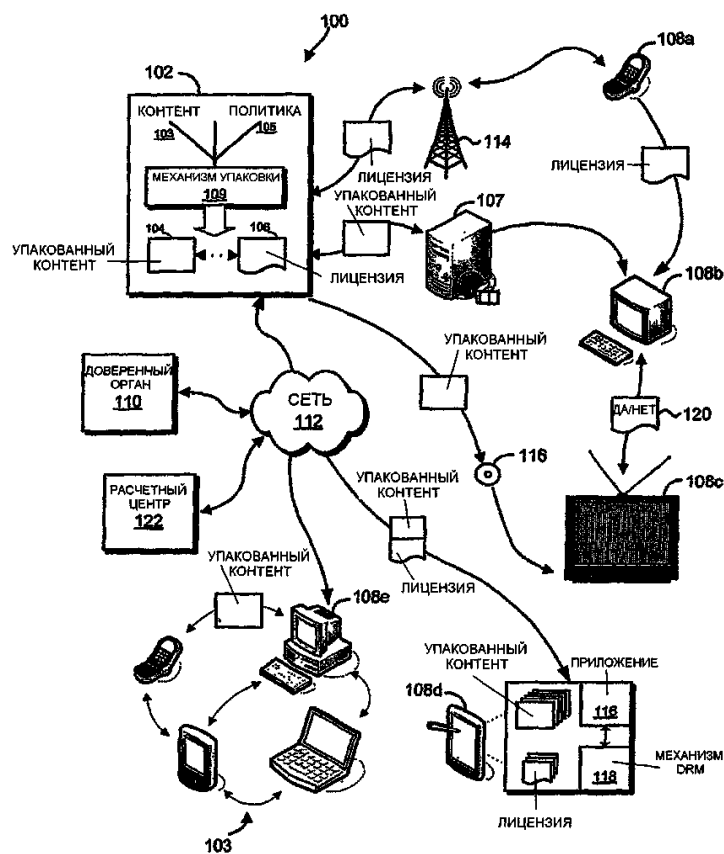 100
102
108a
КОНТЕНТ
ПОЛИТИКА
103
105
МЕХАНИЗМ УПАКОВКИ
109
ЛИЦЕНЗИЯ
114
ЛИЦЕНЗИЯ
УПАКОВАННЫЙ
КОНТЕНТ
107
104
106
УПАКОВАННЫЙ
КОНТЕНТ
ЛИЦЕНЗИЯ
108b
УПАКОВАННЫЙ
КОНТЕНТ
ДОВЕРЕННЫЙ
ОРГАН
110
СЕТЬ
112
ДА/НЕТ
120
116
108c
РАСЧЕТНЫЙ
ЦЕНТР
122
УПАКОВАННЫЙ
КОНТЕНТ
ЛИЦЕНЗИЯ
УПАКОВАННЫЙ
КОНТЕНТ
108e
УПАКОВАННЫЙ
КОНТЕНТ
ПРИЛОЖЕНИЕ
108d
116
МЕХАНИЗМ
DRM
118
ЛИЦЕНЗИЯ
103